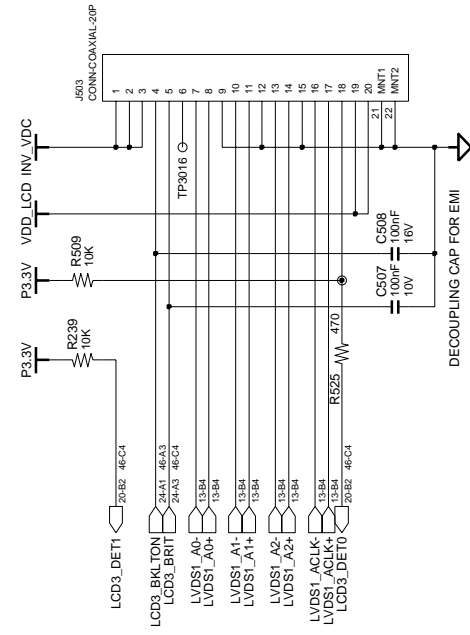 J503
CONN-COAXIAL-20P
1
2
3
4
5
6
7
8
9
10
11
12
13
14
15
16
17
18
19
20
21
MNT1
22
MNT2
INV_VDC
VDD_LCD
P3.3V
P3.3V
TP3016
R509
10K
R239
10K
C508
100nF
16V
C507
100nF
10V
470
R525
DECOUPLING CAP FOR EMI
LCD3_DET1
20-B2 46-C4
LCD3_BKLTON
24-A1 46-A3
LCD3_BRIT
24-A3 46-C4
LVDS1_A0-
13-B4
LVDS1_A0+
13-B4
LVDS1_A1-
13-B4
LVDS1_A1+
13-B4
LVDS1_A2-
13-B4
LVDS1_A2+
13-B4
LVDS1_ACLK-
13-B4
LVDS1_ACLK+
13-B4
LCD3_DET0
20-B2 46-C4